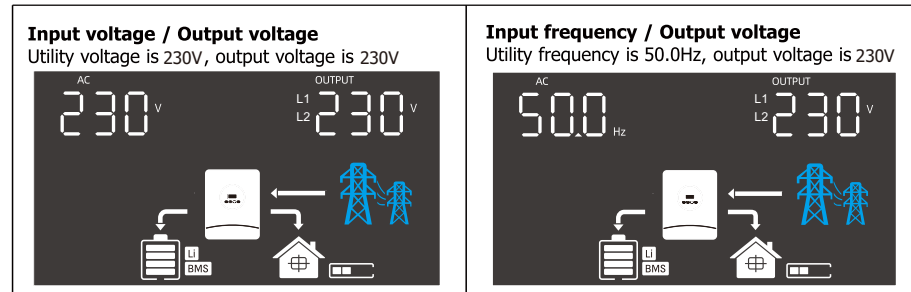 Input voltage / Output voltage
Utility voltage is 230V, output voltage is 230V
AC
OUTPUT
230 V
L1
L2
230 V
Li
BMS
Input frequency / Output voltage
Utility frequency is 50.0Hz, output voltage is 230V
AC
OUTPUT
50.0 Hz
L1
L2
230 V
Li
BMS